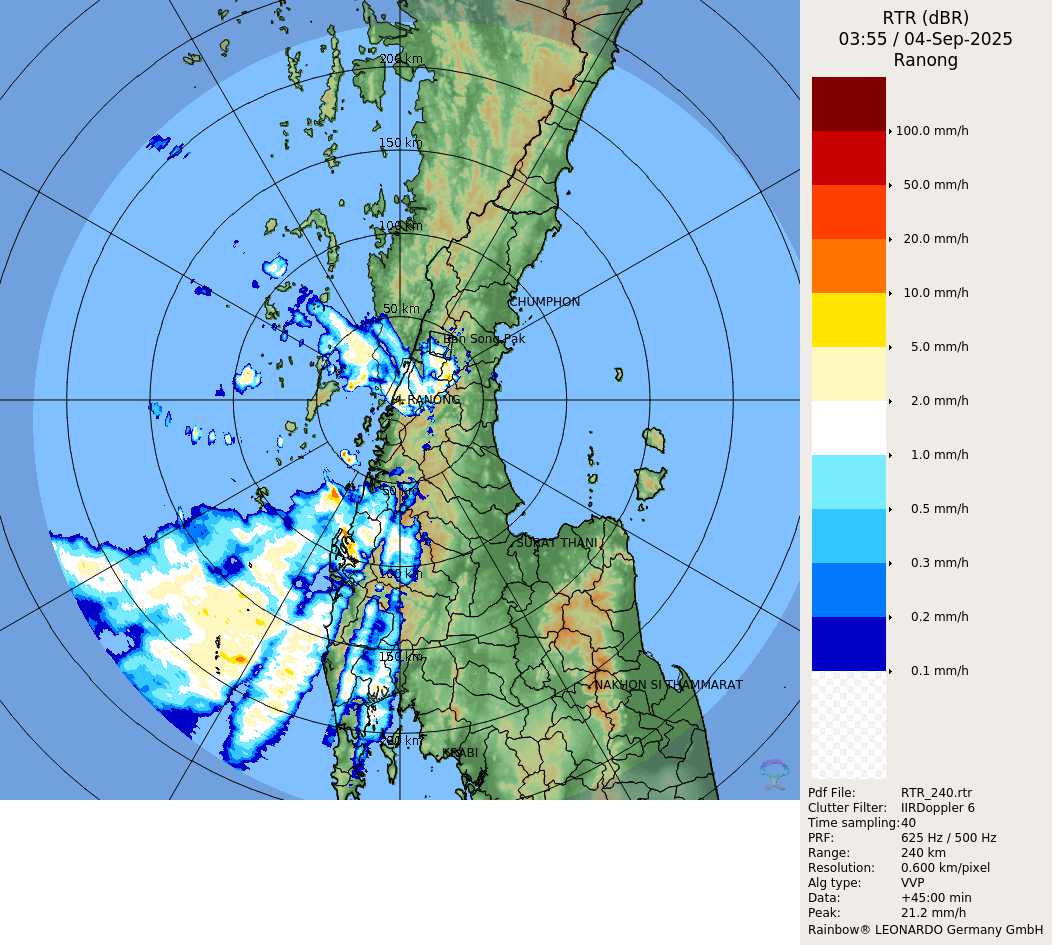 RTR (dBR)
03:55 / 04-Sep-2025
Ranong
100.0 mm/h
50.0 mm/h
20.0 mm/h
10.0 mm/h
5.0 mm/h
2.0 mm/h
1.0 mm/h
0.5 mm/h
0.3 mm/h
0.2 mm/h
0.1 mm/h
Pdf File: RTR_240.rtr
Clutter Filter: IIRDoppler 6
Time sampling: 40
PRF: 625 Hz / 500 Hz
Range: 240 km
Resolution: 0.600 km/pixel
Alg type: VVP
Data: +45:00 min
Peak: 21.2 mm/h
Rainbow® LEONARDO Germany GmbH
200 km
150 km
100 km
CHUMPHON
50 km
Ban Song Pak
RANONG
50 km
SURAT THANI
100 km
150 km
NAKHON SI THAMMARAT
200 km
KRABI